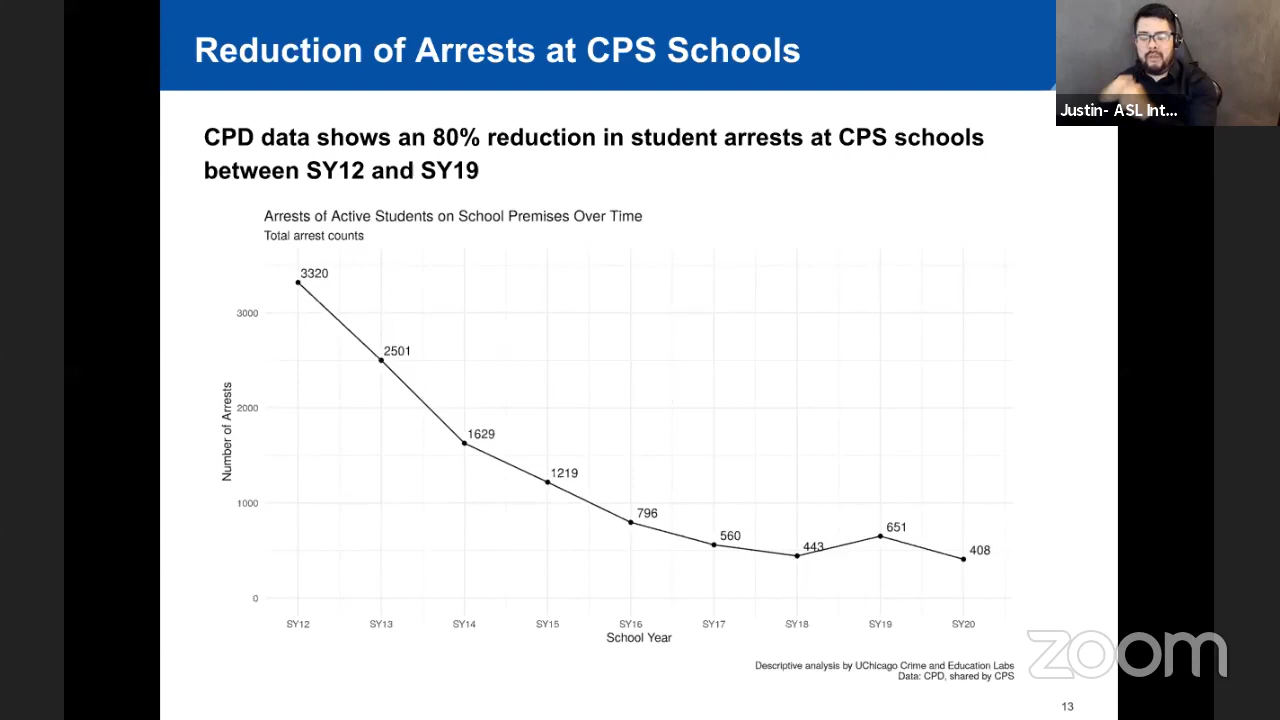 Reduction of Arrests at CPS Schools
Justin- ASL Int...
CPD data shows an 80% reduction in student arrests at CPS schools
between SY12 and SY19
Arrests of Active Students on School Premises Over Time
Total arrest counts
3320
3000
2501
2000
1629
1219
1000
796
560
443
651
408
0
Number of Arrests
SY12 SY13 SY14 SY15 SY16 SY17 SY18 SY19 SY20
School Year
zoom
Descriptive analysis by UChicago Crime and Education Labs
Data: CPD, shared by CPS
13